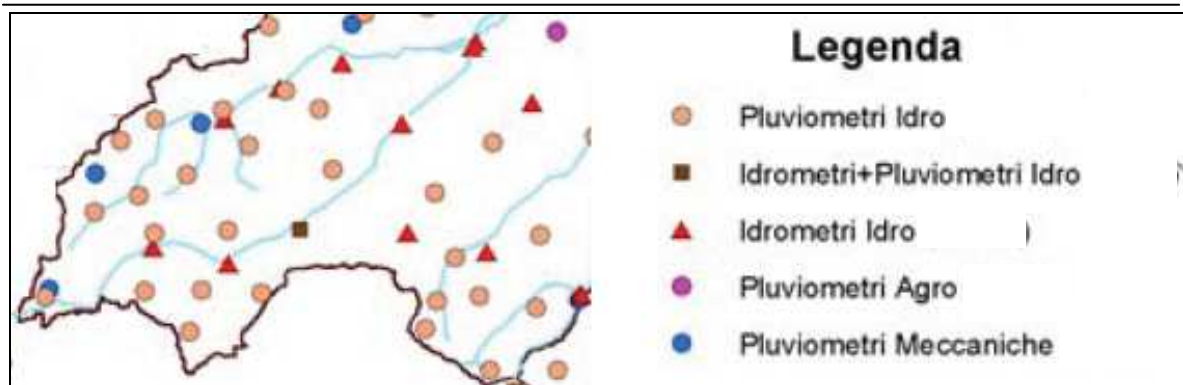 Legenda
Pluviometri Idro
Idrometri+Pluviometri Idro
Idrometri Idro )
Pluviometri Agro
Pluviometri Meccaniche